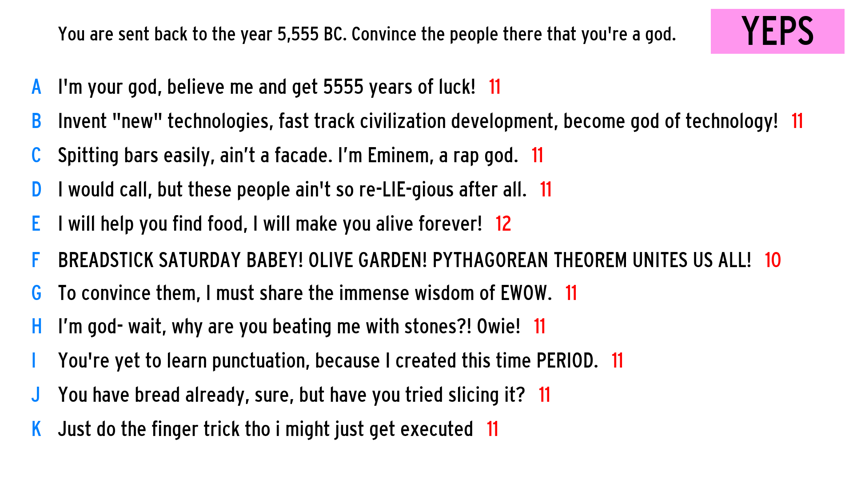 You are sent back to the year 5,555 BC. Convince the people there that you're a god.
YEPS
A I'm your god, believe me and get 5555 years of luck! 11
B Invent "new" technologies, fast track civilization development, become god of technology! 11
C Spitting bars easily, ain’t a facade. I’m Eminem, a rap god. 11
D I would call, but these people ain't so re-LIE-gious after all. 11
E I will help you find food, I will make you alive forever! 12
F BREADSTICK SATURDAY BABEY! OLIVE GARDEN! PYTHAGOREAN THEOREM UNITES US ALL! 10
G To convince them, I must share the immense wisdom of EWOW. 11
H I’m god- wait, why are you beating me with stones?! Owie! 11
I You're yet to learn punctuation, because I created this time PERIOD. 11
J You have bread already, sure, but have you tried slicing it? 11
K Just do the finger trick tho i might just get executed 11